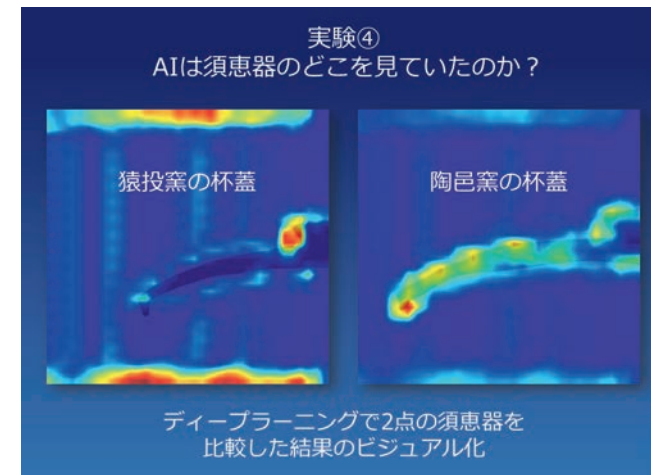 実験④
AIは須恵器のどこを見ていたのか？
猿投窯の杯蓋
陶邑窯の杯蓋
ディープラーニングで2点の須恵器を
比較した結果のビジュアル化